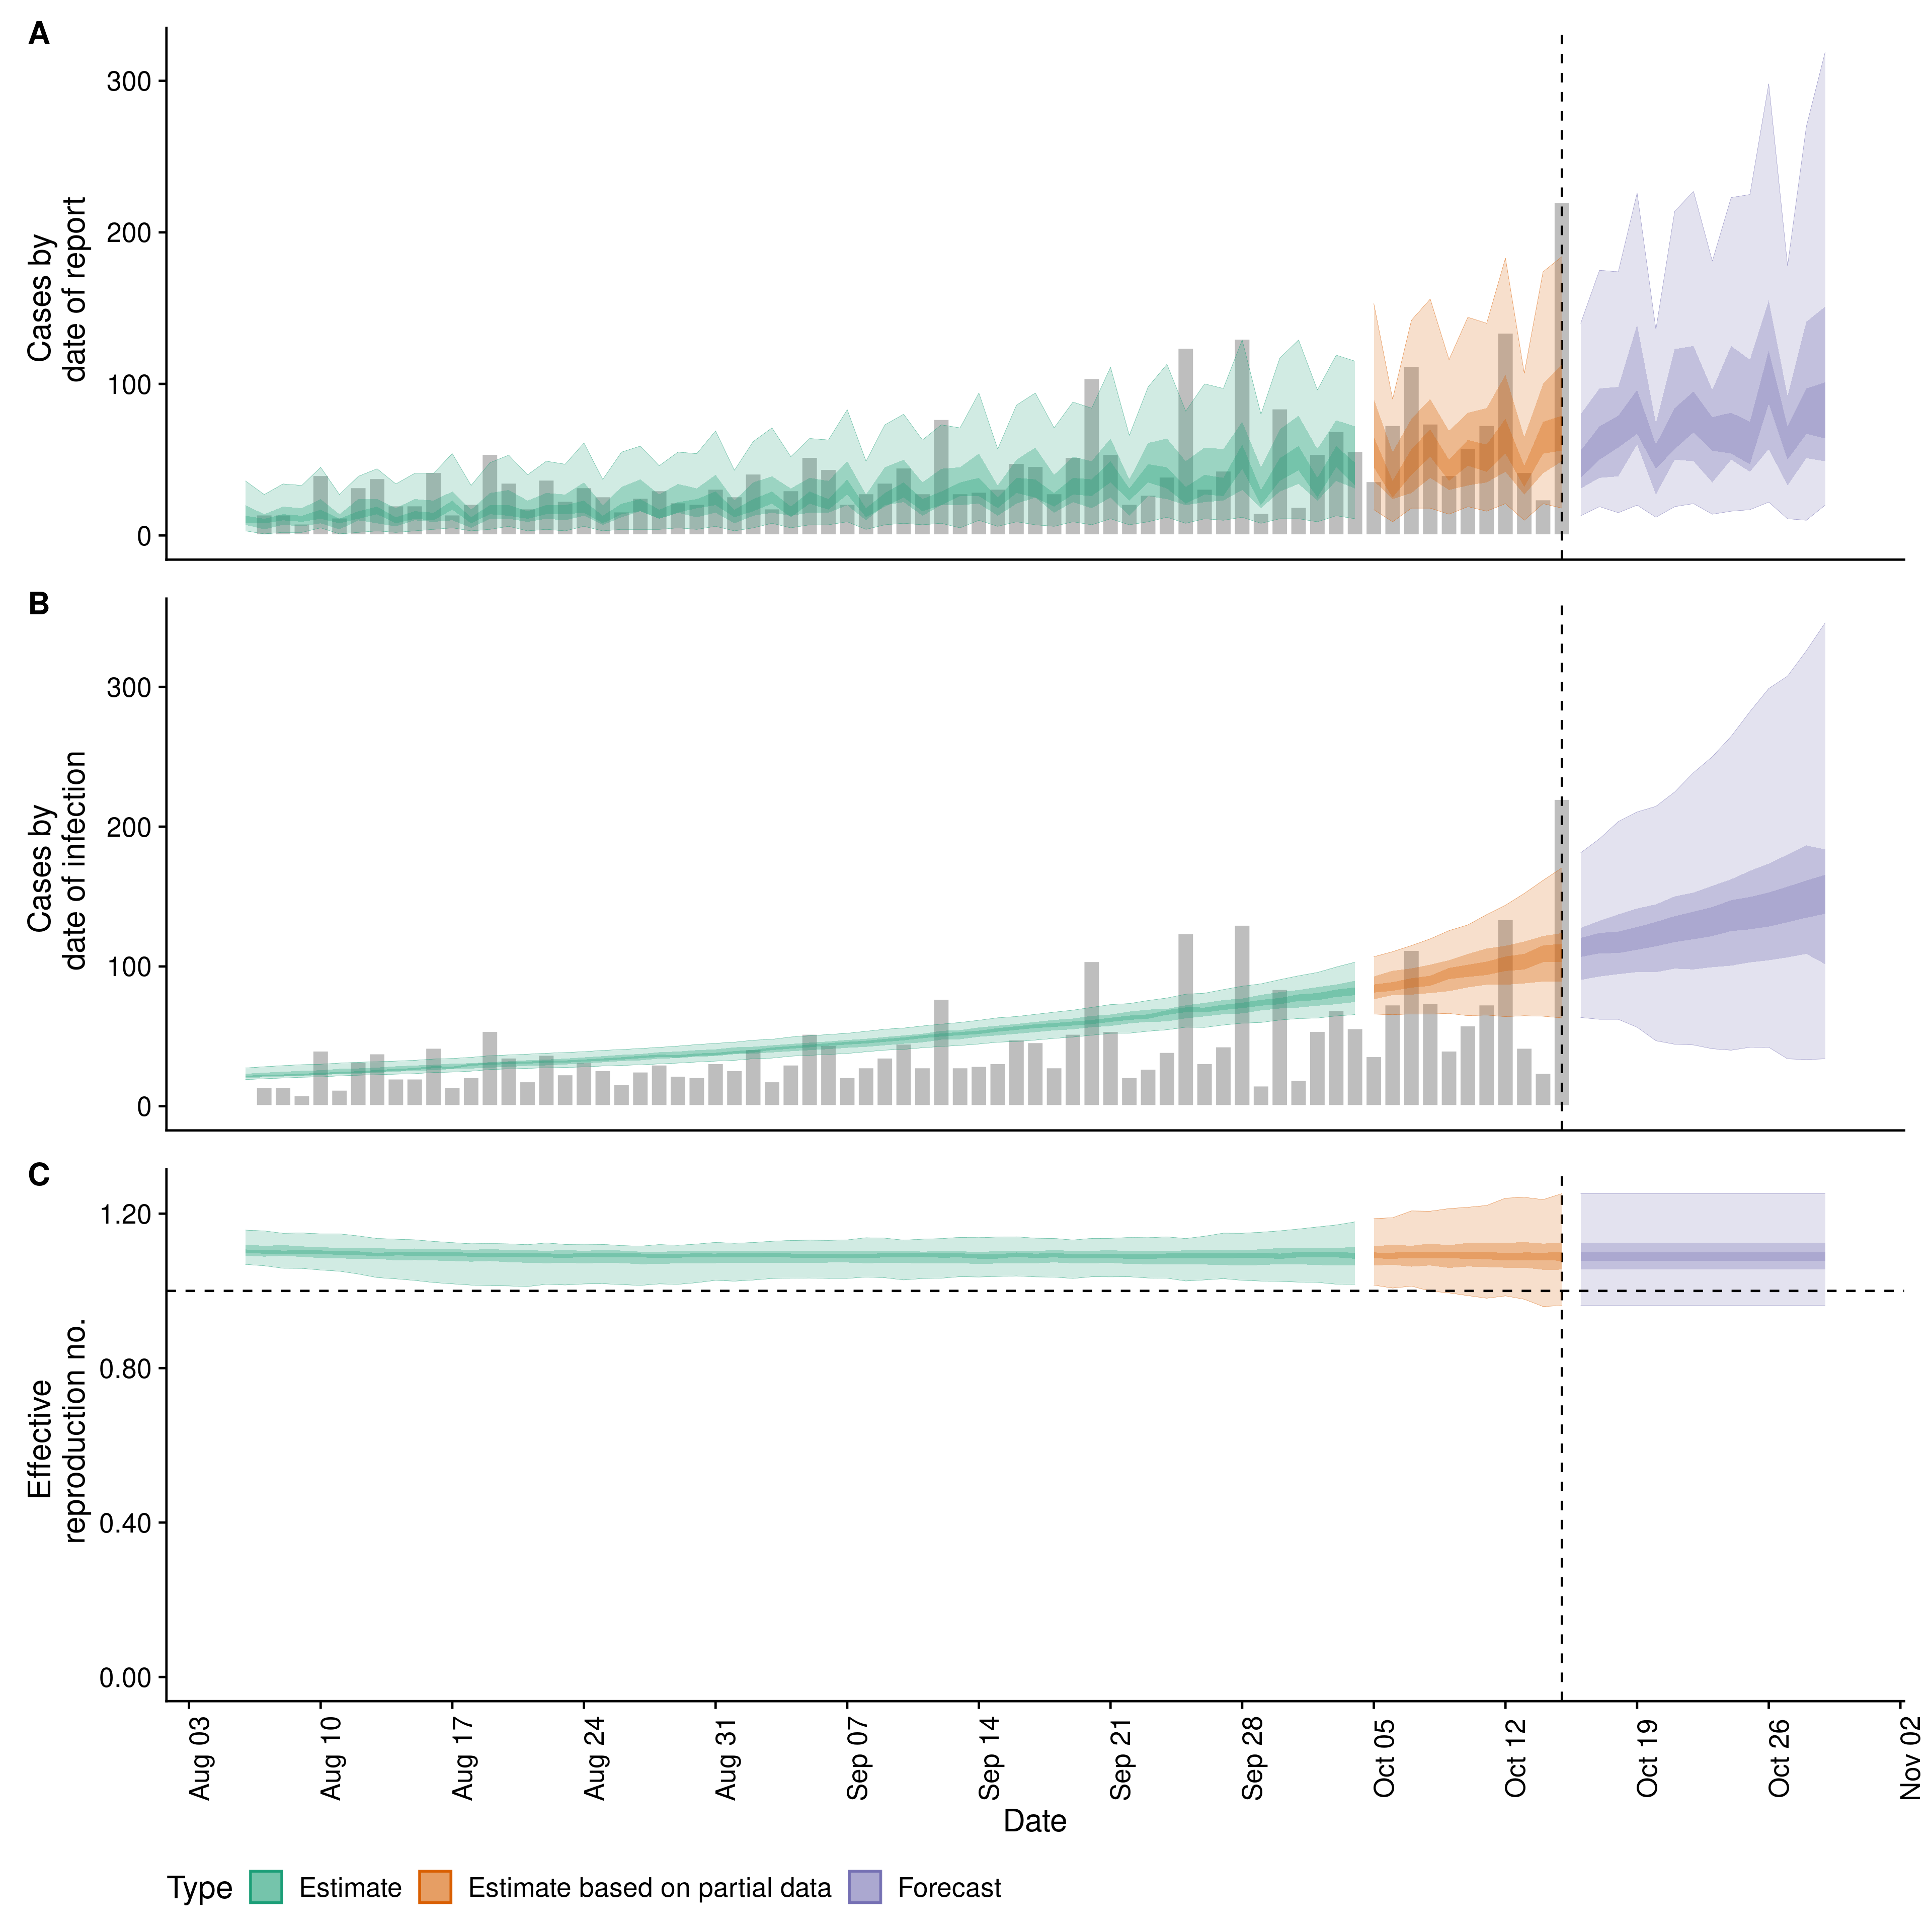 A
Cases by
date of report
300
200
100
0
B
Cases by
date of infection
300
200
100
0
C
Effective
reproduction no.
1.20
0.80
0.40
0.00
Aug 03
Aug 10
Aug 17
Aug 24
Aug 31
Sep 07
Sep 14
Sep 21
Sep 28
Oct 05
Oct 12
Oct 19
Oct 26
Nov 02
Date
Type Estimate Estimate based on partial data Forecast